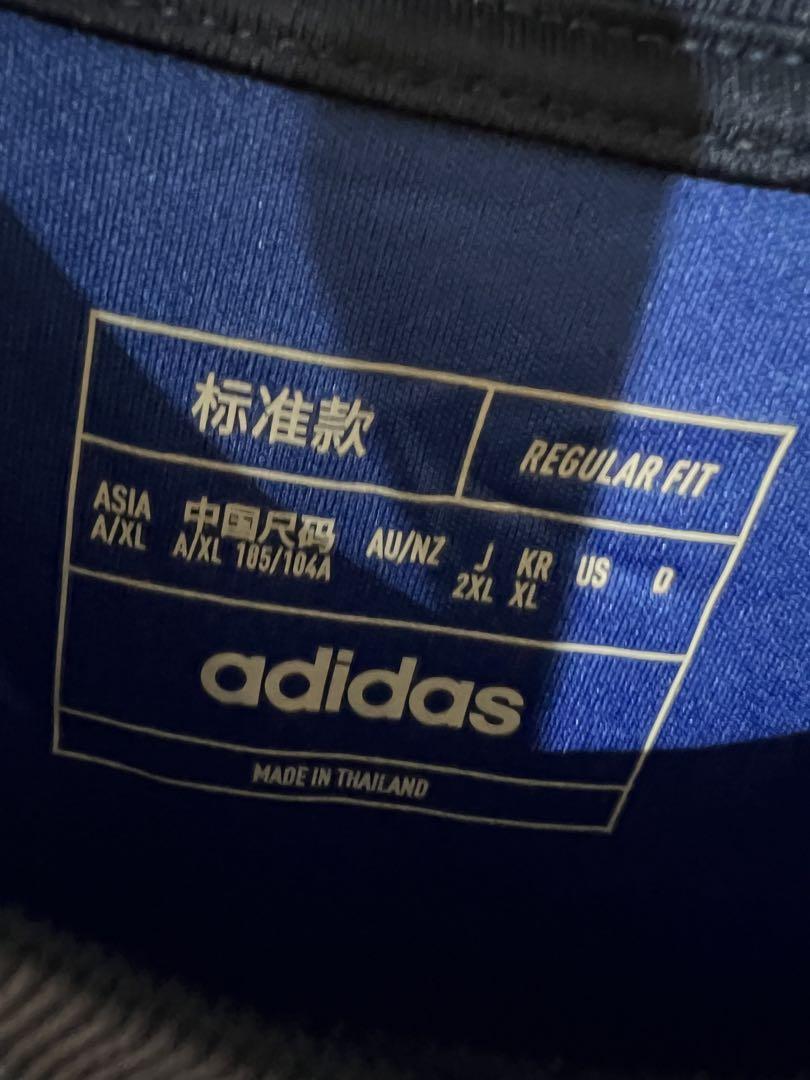 标准款 REGULAR FIT
ASIA 中国尺码 AU/NZ J KR US D
A/XL A/XL 185/104A 2XL XL
adidas
MADE IN THAILAND